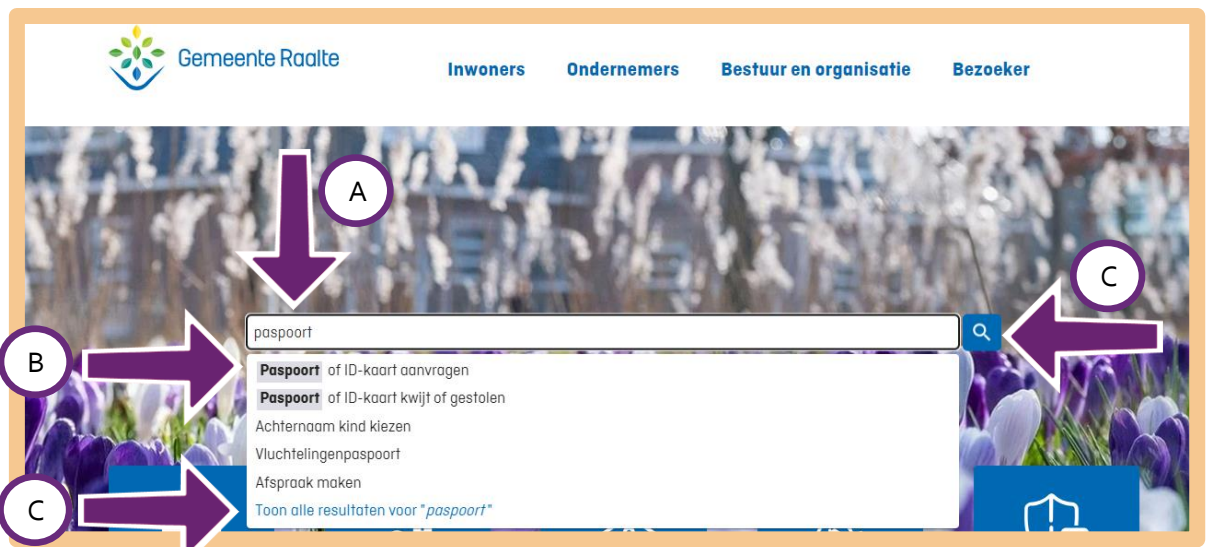 Gemeente Raalte
Inwoners Ondernemers Bestuur en organisatie Bezoeker
A
C
paspoort
B
Paspoort of ID-kaart aanvragen
Paspoort of ID-kaart kwijt of gestolen
Achternaam kind kiezen
Vluchtelingenpaspoort
Afspraak maken
C
Toon alle resultaten voor "paspoort"